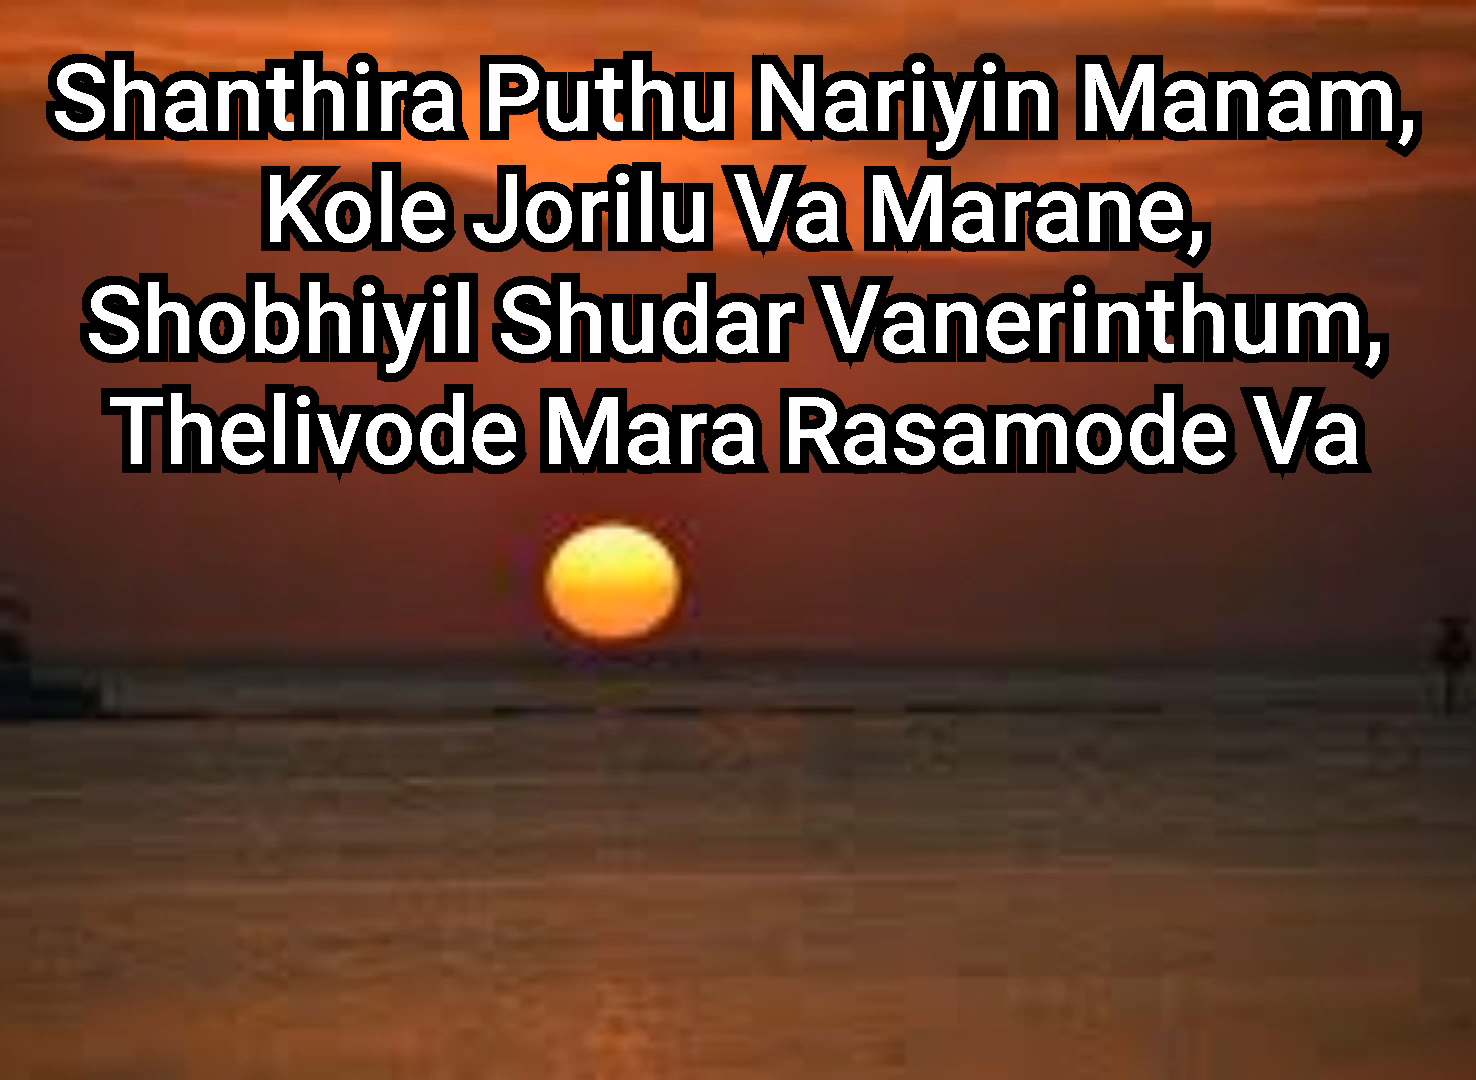 Shanthira Puthu Nariyin Manam,
Kole Jorilu Va Marane,
Shobhiyil Shudar Vanerinthum,
Thelivode Mara Rasamode Va